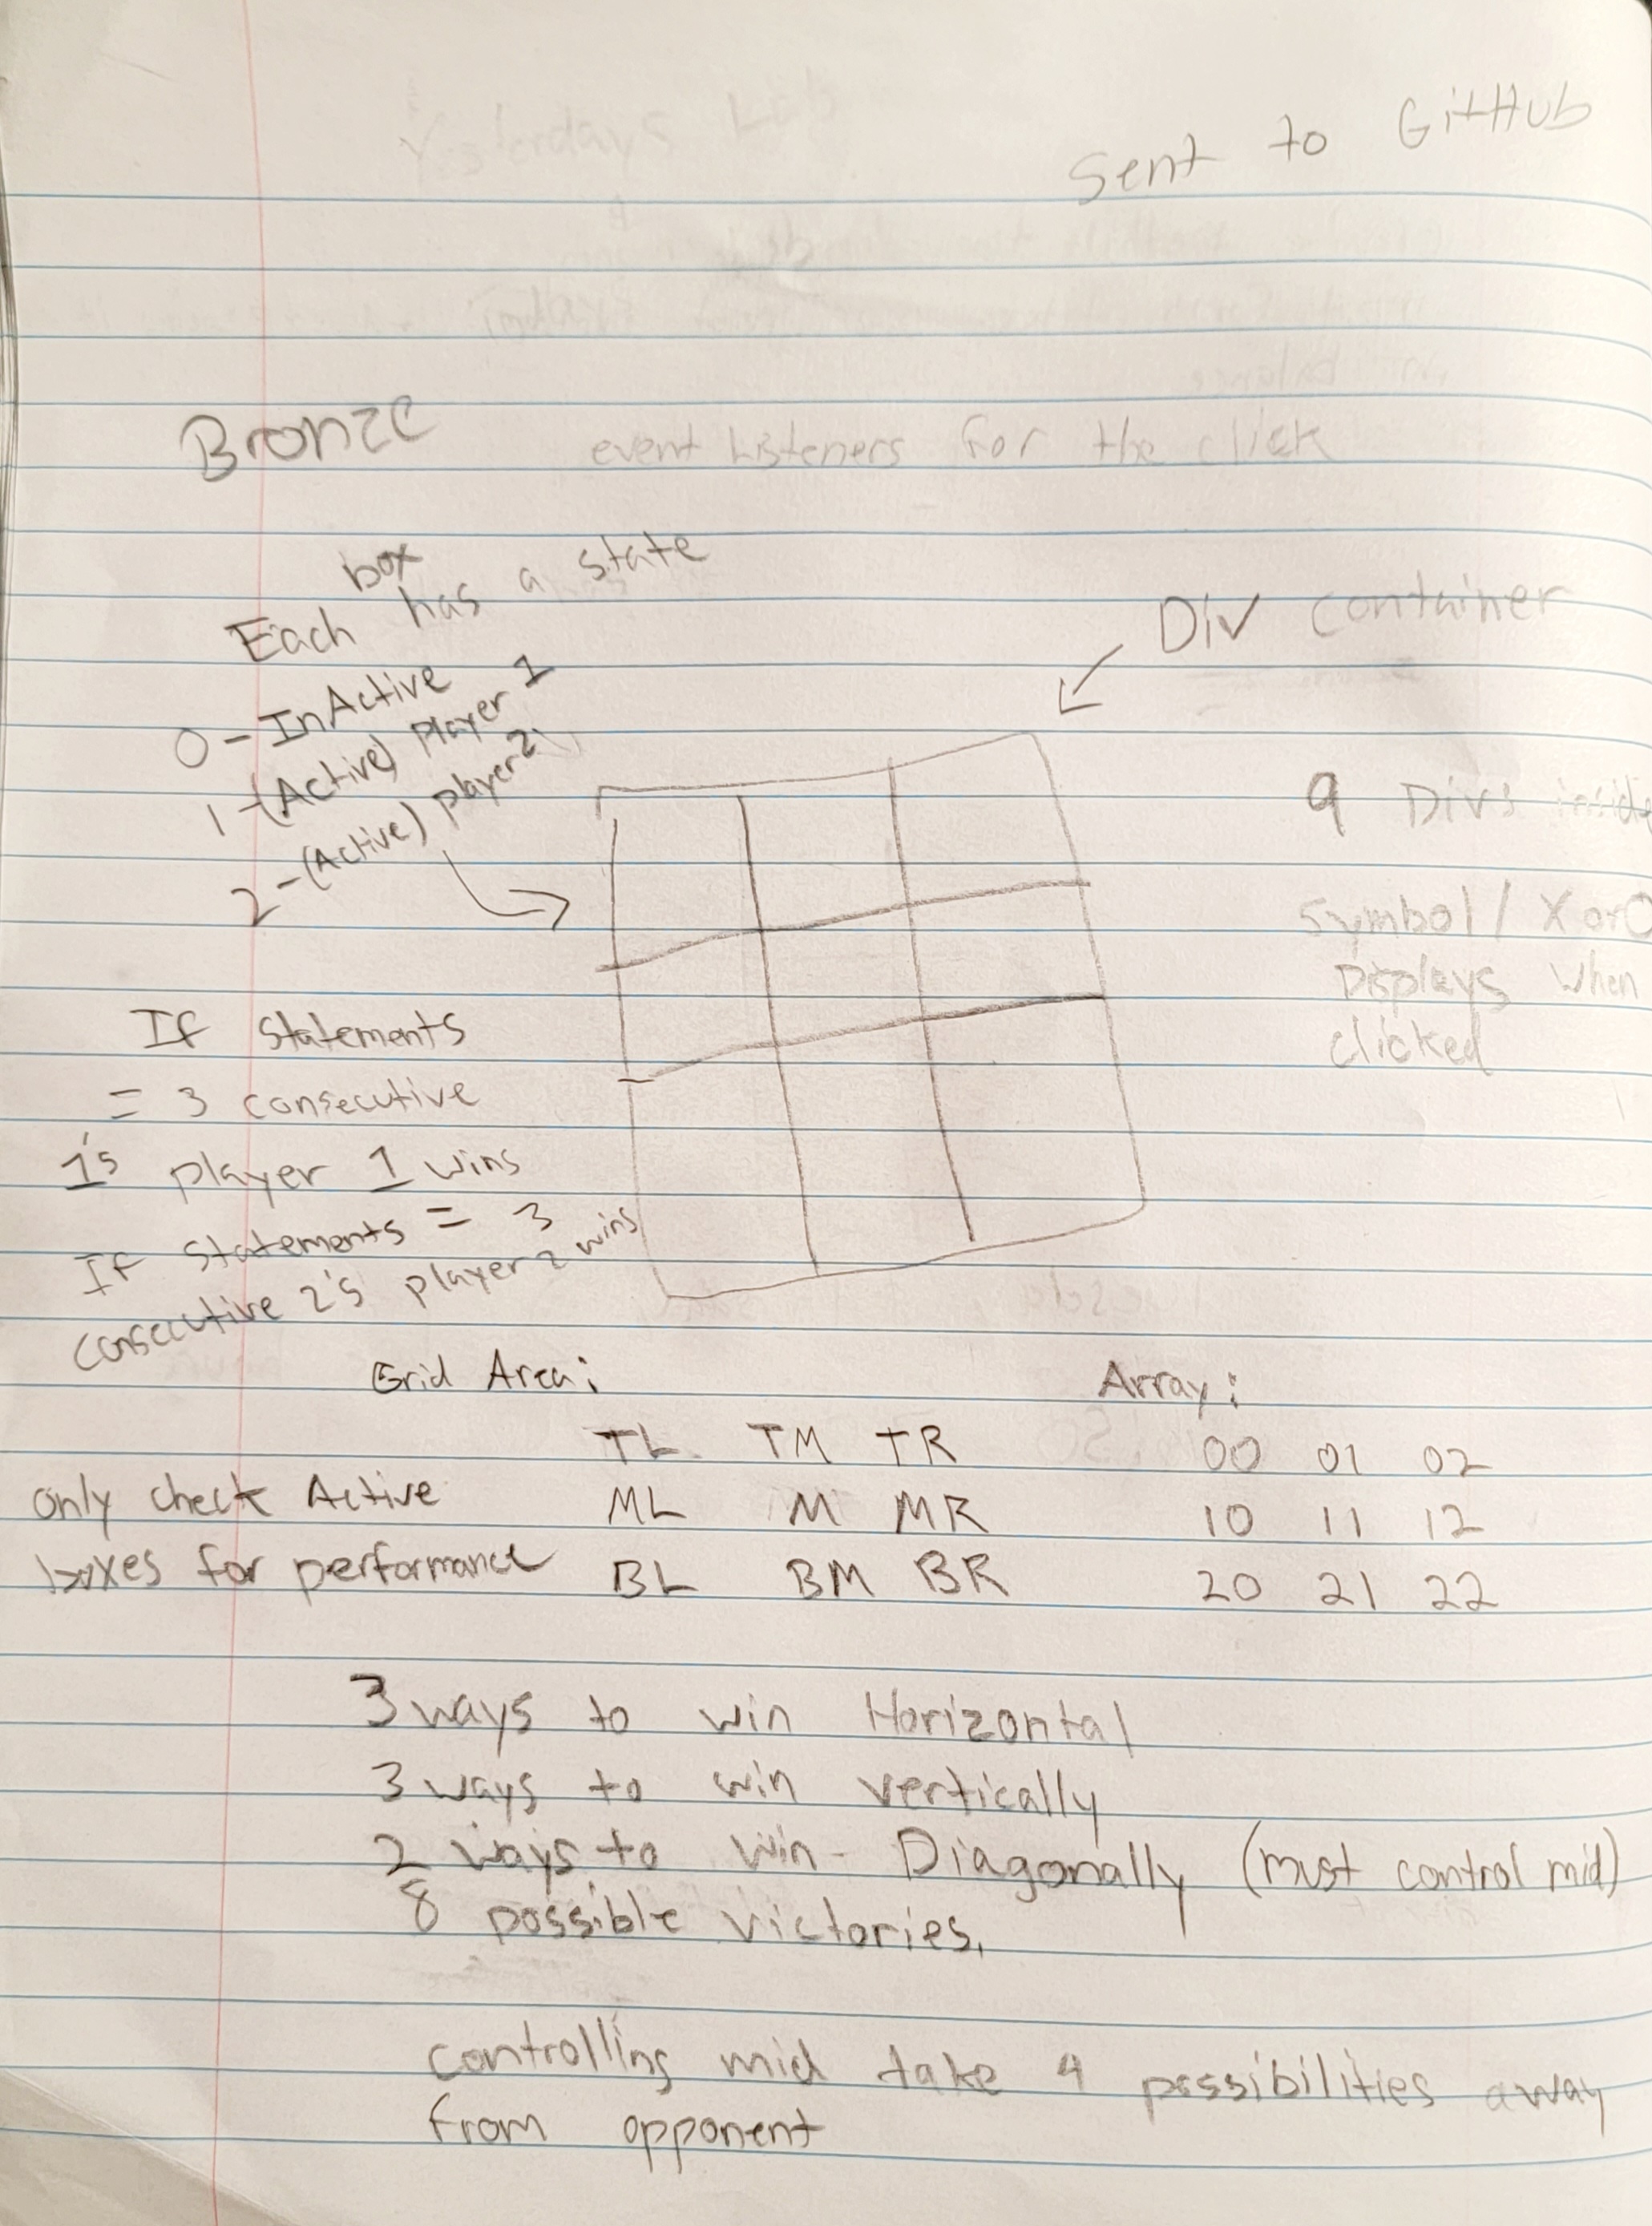 Sent to GitHub
Bronze
event Listeners for the click
box
Each has a state
0 - InActive
1 - (Active) Player 1
2 - (Active) player 2
Div container
9 Divs inside
Symbol / X or O
Displays when
clicked
If statements
= 3 consecutive
1's player 1 wins
If statements = 3
consecutive 2's player 2 wins
Grid Area: Array:
TL TM TR 00 01 02
only check Active ML M MR 10 11 12
boxes for performance BL BM BR 20 21 22
3 ways to win Horizontal
3 ways to win vertically
2 ways to win - Diagonally (must control mid)
8 possible victories.
controlling mid take 4 possibilities away
from opponent